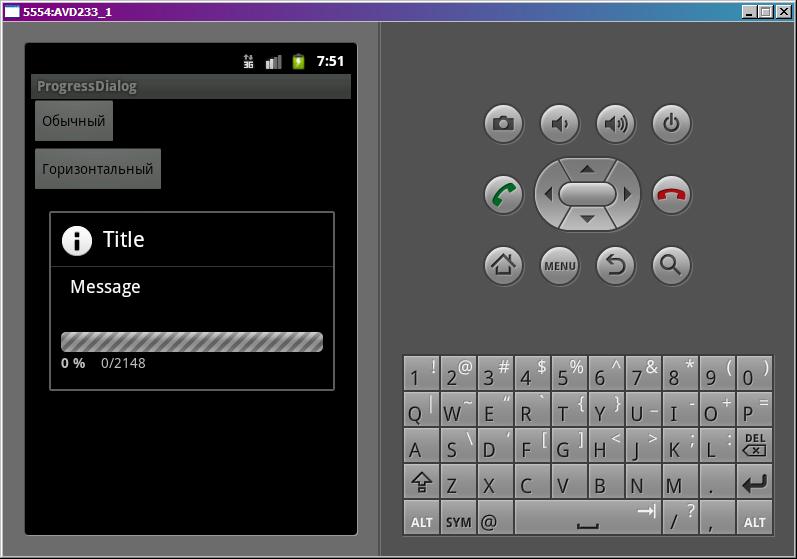 5554:AVD233_1
3G 7:51
ProgressDialog
Обычный
Горизонтальный
Title
Message
0 % 0/2148
MENU
1 ! 2 @ 3 # 4 $ 5 % 6 ^ 7 & 8 * 9 ( 0 )
Q | W ~ E “ R ` T { Y } U _ I - O + P =
A S \ D ‘ F [ G ] H < J > K ; L : DEL
Z X C V B N M .
ALT SYM @ / ? , ALT